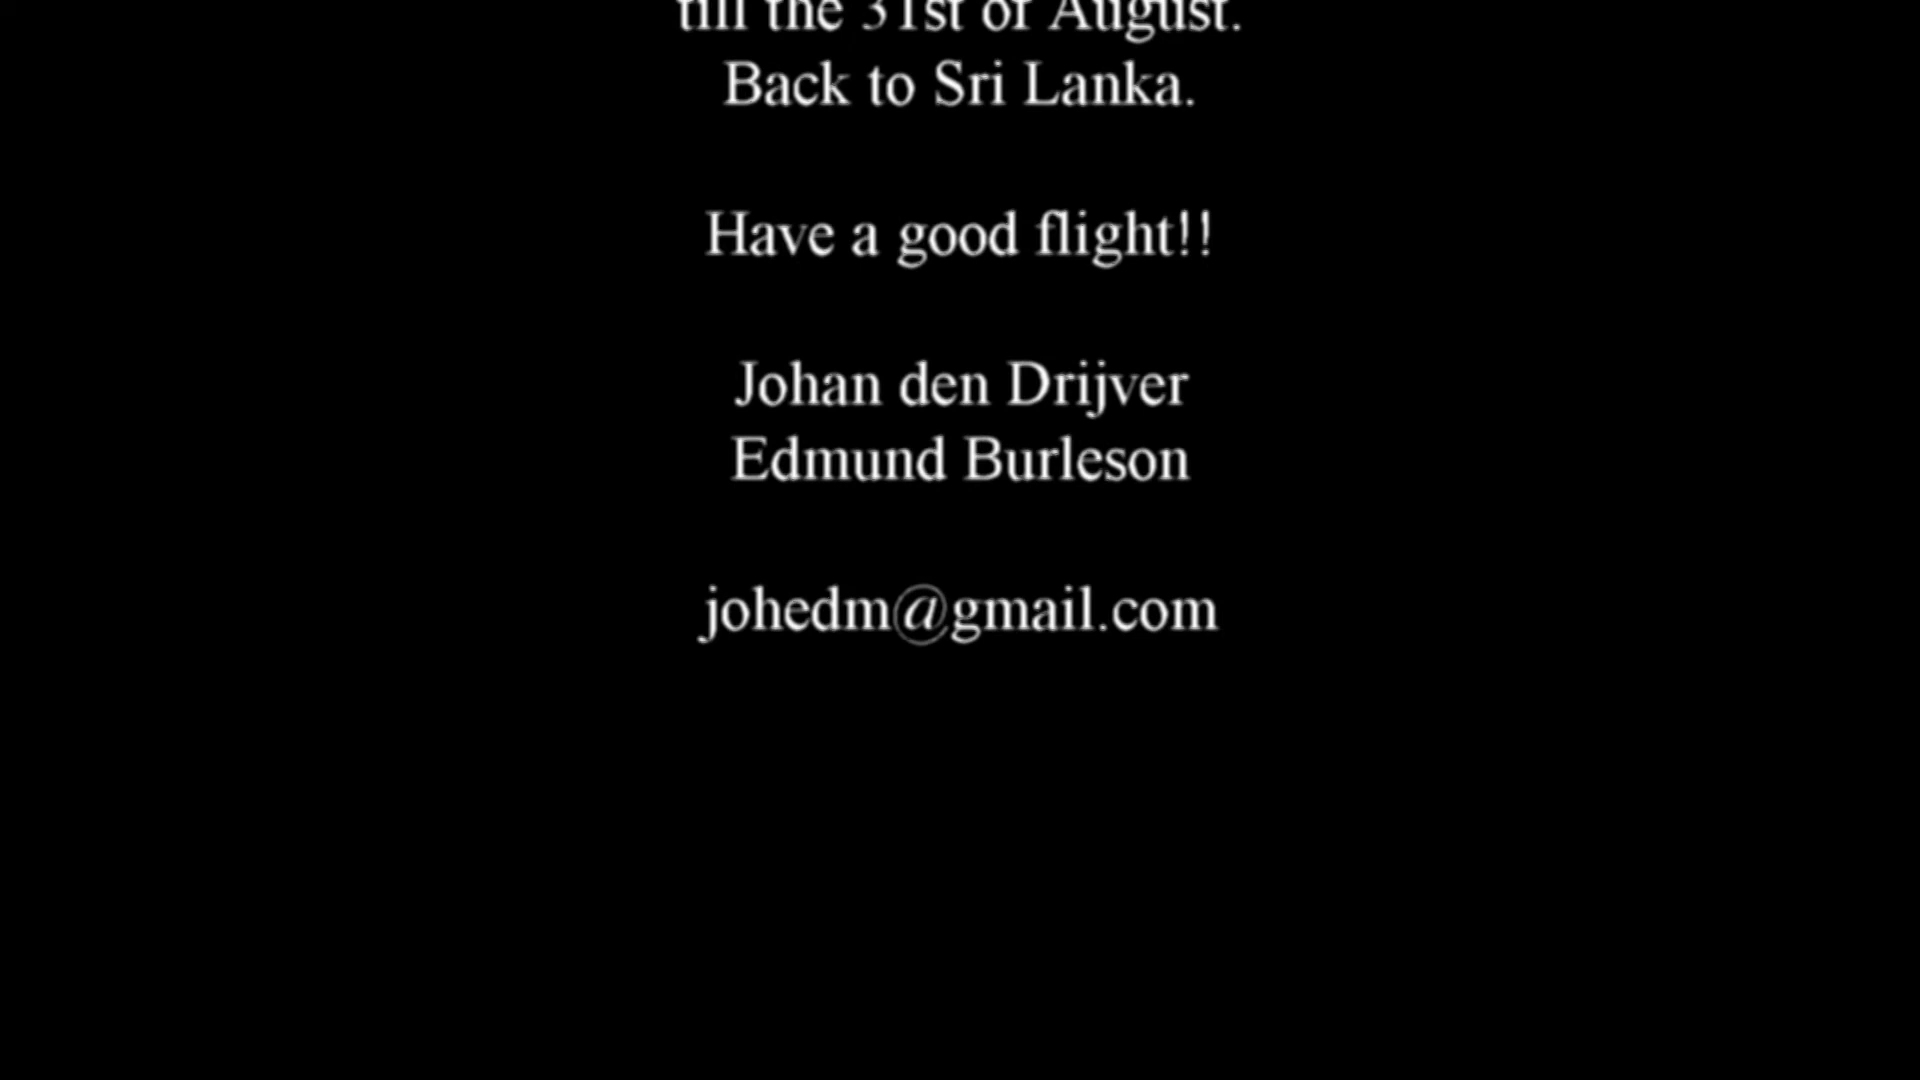 till the 31st of August.
Back to Sri Lanka.
Have a good flight!!
Johan den Drijver
Edmund Burleson
johedm@gmail.com